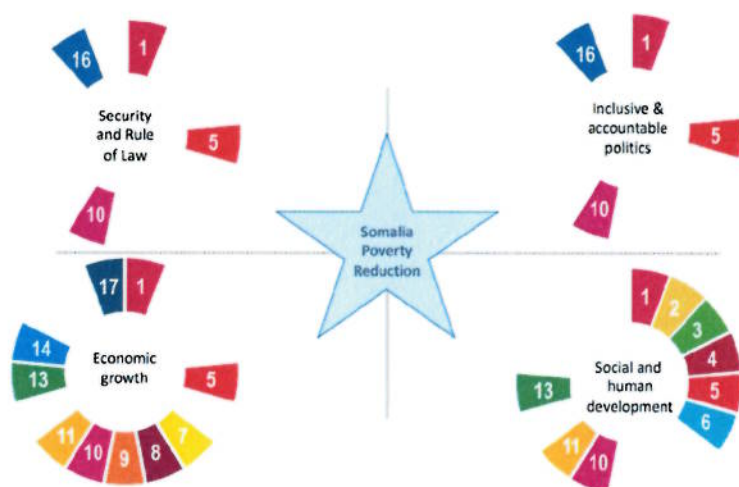 16
1
Security
and Rule
of Law
5
10
16
1
Inclusive &
accountable
politics
5
10
Somalia
Poverty
Reduction
17
1
14
13
Economic
growth
5
11
10
9
8
7
1
2
3
4
5
6
Social and
human
development
13
11
10